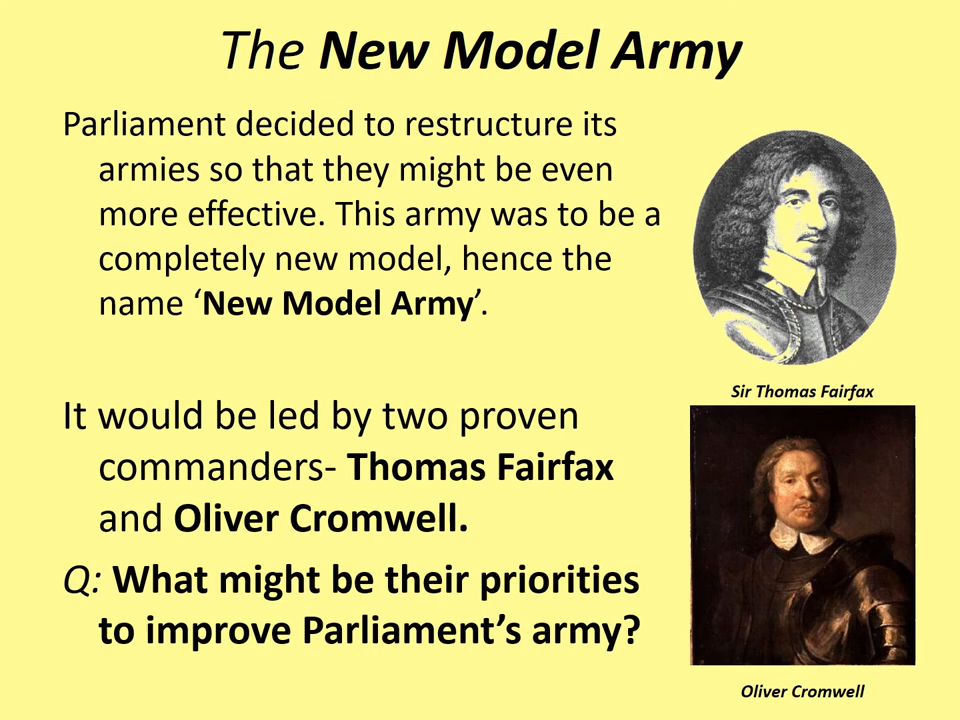 The New Model Army
Parliament decided to restructure its
armies so that they might be even
more effective. This army was to be a
completely new model, hence the
name ‘New Model Army’.
Sir Thomas Fairfax
It would be led by two proven
commanders- Thomas Fairfax
and Oliver Cromwell.
Q: What might be their priorities
to improve Parliament’s army?
Oliver Cromwell